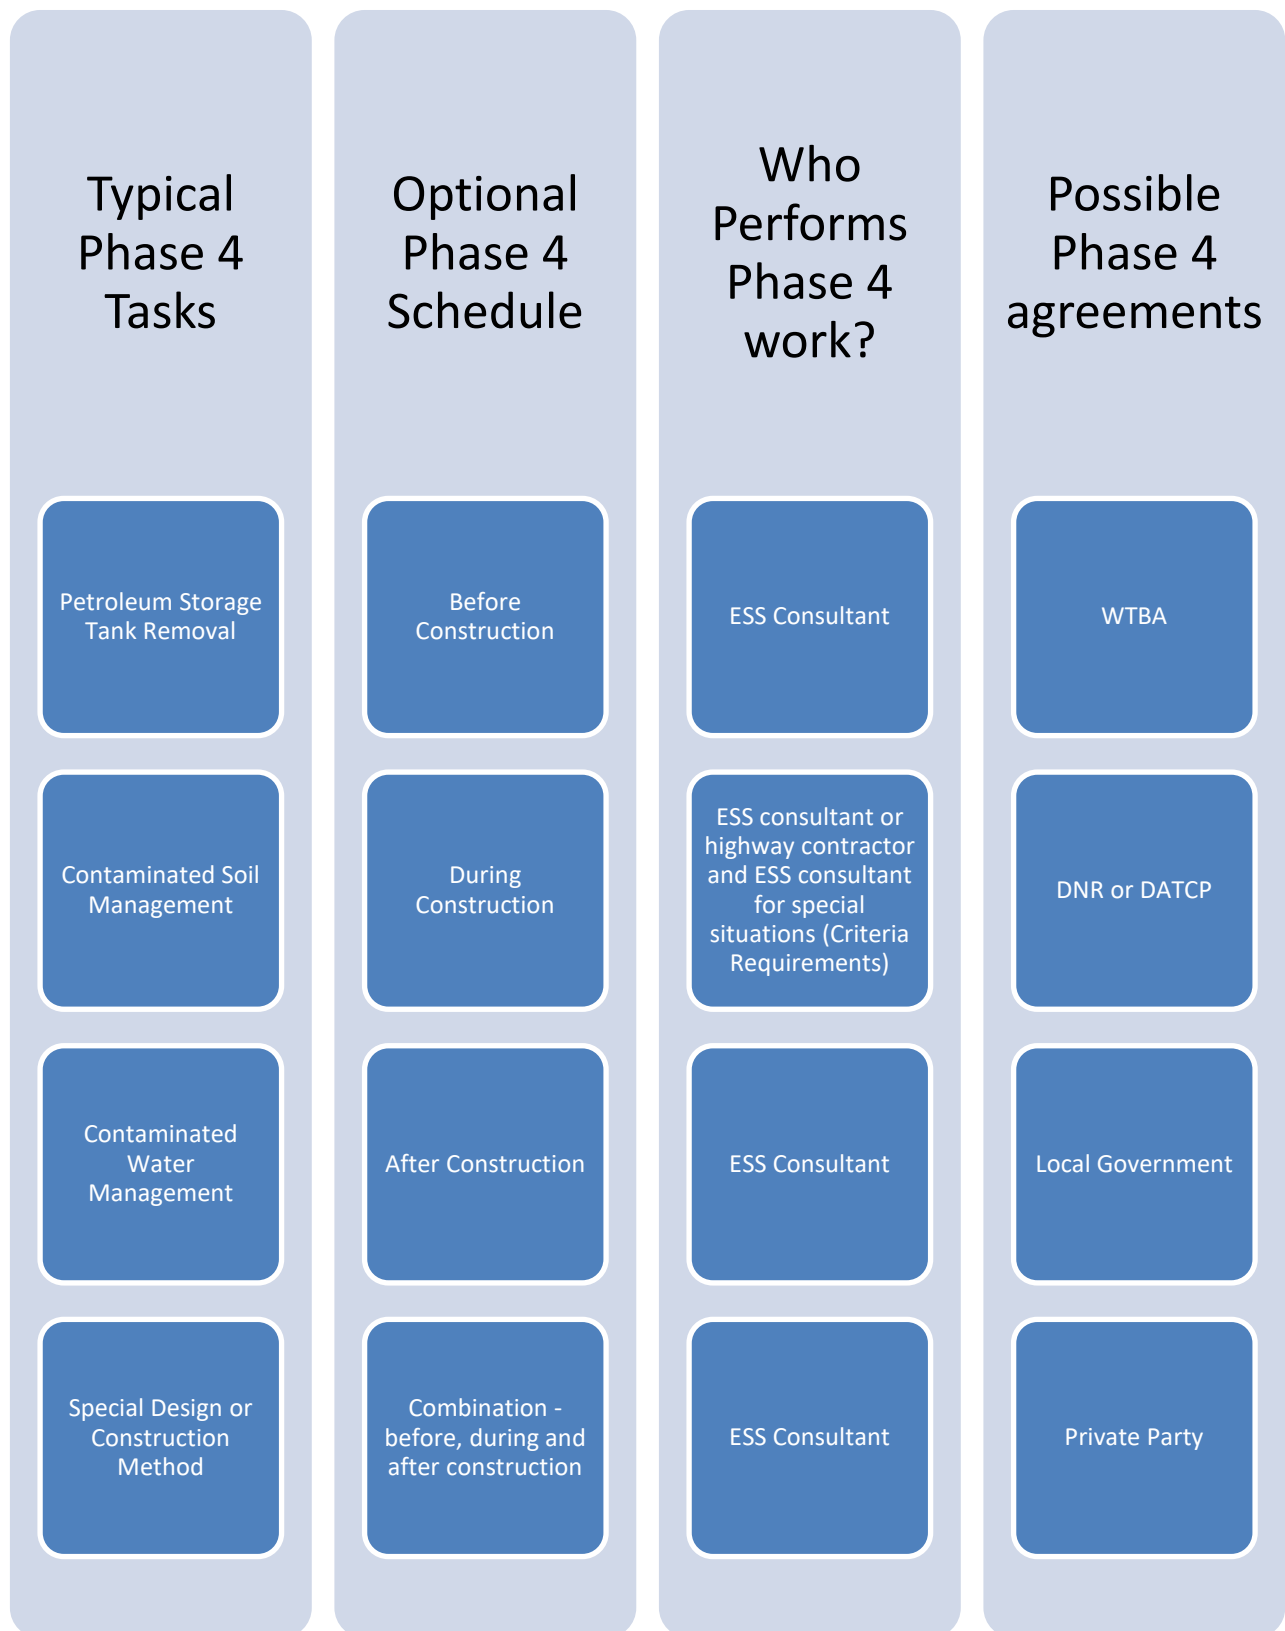 Typical
Phase 4
Tasks
Petroleum Storage
Tank Removal
Contaminated Soil
Management
Contaminated
Water
Management
Special Design or
Construction
Method
Optional
Phase 4
Schedule
Before
Construction
During
Construction
After Construction
Combination -
before, during and
after construction
Who
Performs
Phase 4
work?
ESS Consultant
ESS consultant or
highway contractor
and ESS consultant
for special
situations (Criteria
Requirements)
ESS Consultant
ESS Consultant
Possible
Phase 4
agreements
WTBA
DNR or DATCP
Local Government
Private Party